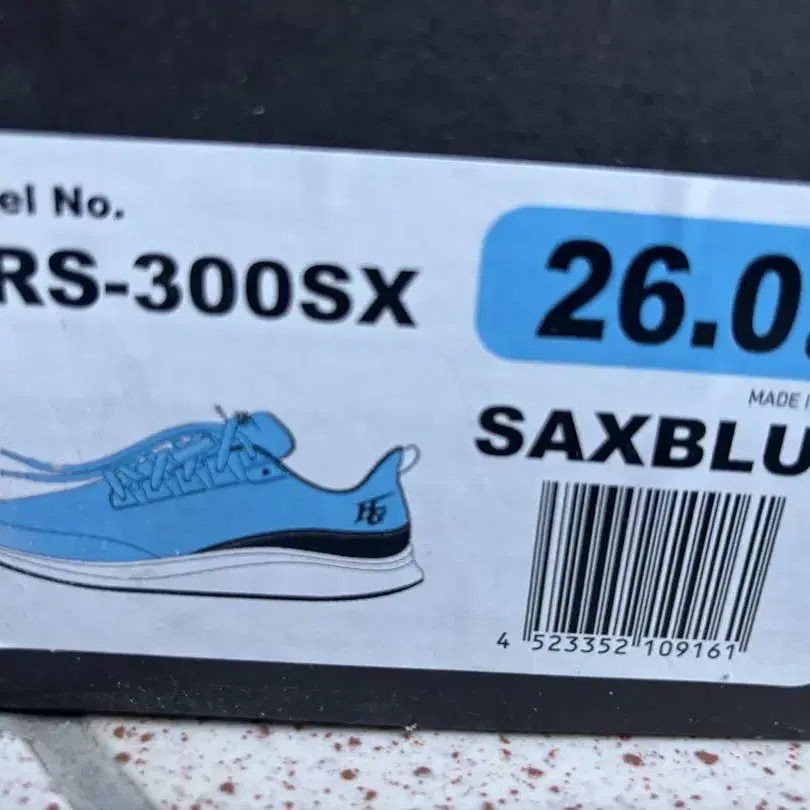 el No.
RS-300SX
26.0
MADE I
SAXBLU
4 523352 109161